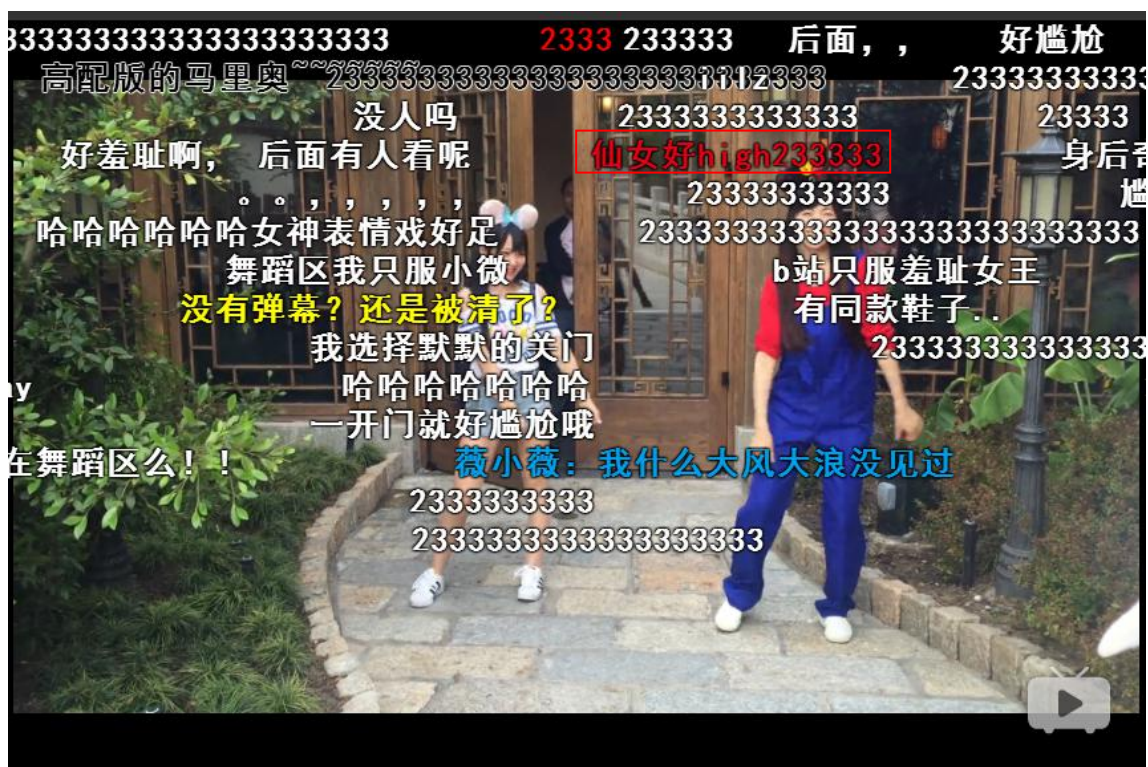 33333333333333333333333 2333 233333 后面，， 好尴尬
高配版的马里奥~~ 23333333333
没人吗 2333333333333 23333
好羞耻啊， 后面有人看呢 仙女好high233333 身后
。。，，，，， 23333333333 尴
哈哈哈哈哈哈女神表情戏好足 233333333333333333333333333
舞蹈区我只服小微 b站只服羞耻女王
没有弹幕？还是被清了？ 有同款鞋子..
我选择默默的关门 233333333333333
哈哈哈哈哈哈哈
一开门就好尴尬哦
在舞蹈区么！！ 薇小薇：我什么大风大浪没见过
2333333333
2333333333333333333